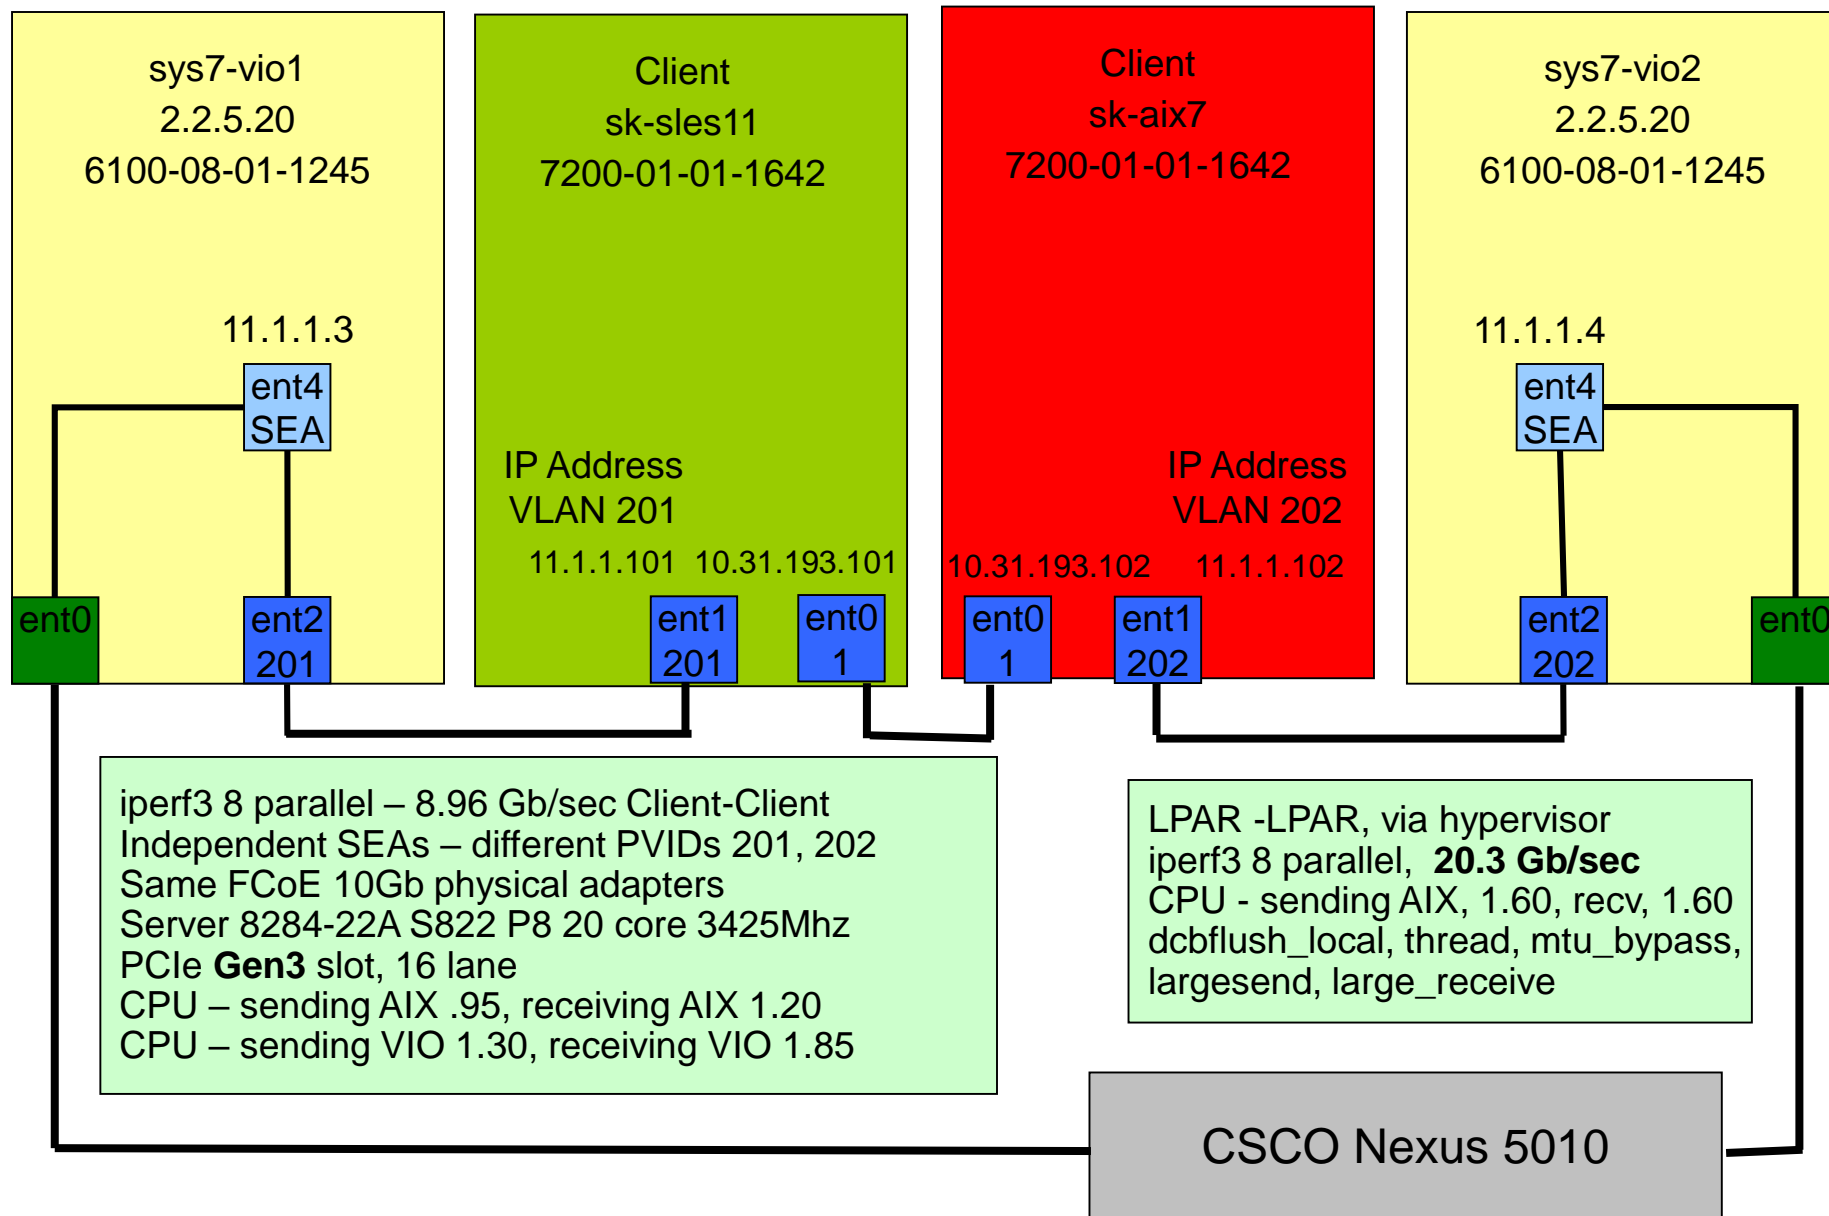 sys7-vio1
2.2.5.20
6100-08-01-1245
Client
sk-sles11
7200-01-01-1642
Client
sk-aix7
7200-01-01-1642
sys7-vio2
2.2.5.20
6100-08-01-1245
11.1.1.3
ent4
SEA
11.1.1.4
ent4
SEA
IP Address
VLAN 201
11.1.1.101
10.31.193.101
IP Address
VLAN 202
10.31.193.102
11.1.1.102
ent0
ent2
201
ent1
201
ent0
1
ent0
1
ent1
202
ent2
202
ent0
iperf3 8 parallel – 8.96 Gb/sec Client-Client
Independent SEAs – different PVIDs 201, 202
Same FCoE 10Gb physical adapters
Server 8284-22A S822 P8 20 core 3425Mhz
PCIe Gen3 slot, 16 lane
CPU – sending AIX .95, receiving AIX 1.20
CPU – sending VIO 1.30, receiving VIO 1.85
LPAR -LPAR, via hypervisor
iperf3 8 parallel, 20.3 Gb/sec
CPU - sending AIX, 1.60, recv, 1.60
dcbflush_local, thread, mtu_bypass,
largesend, large_receive
CSCO Nexus 5010